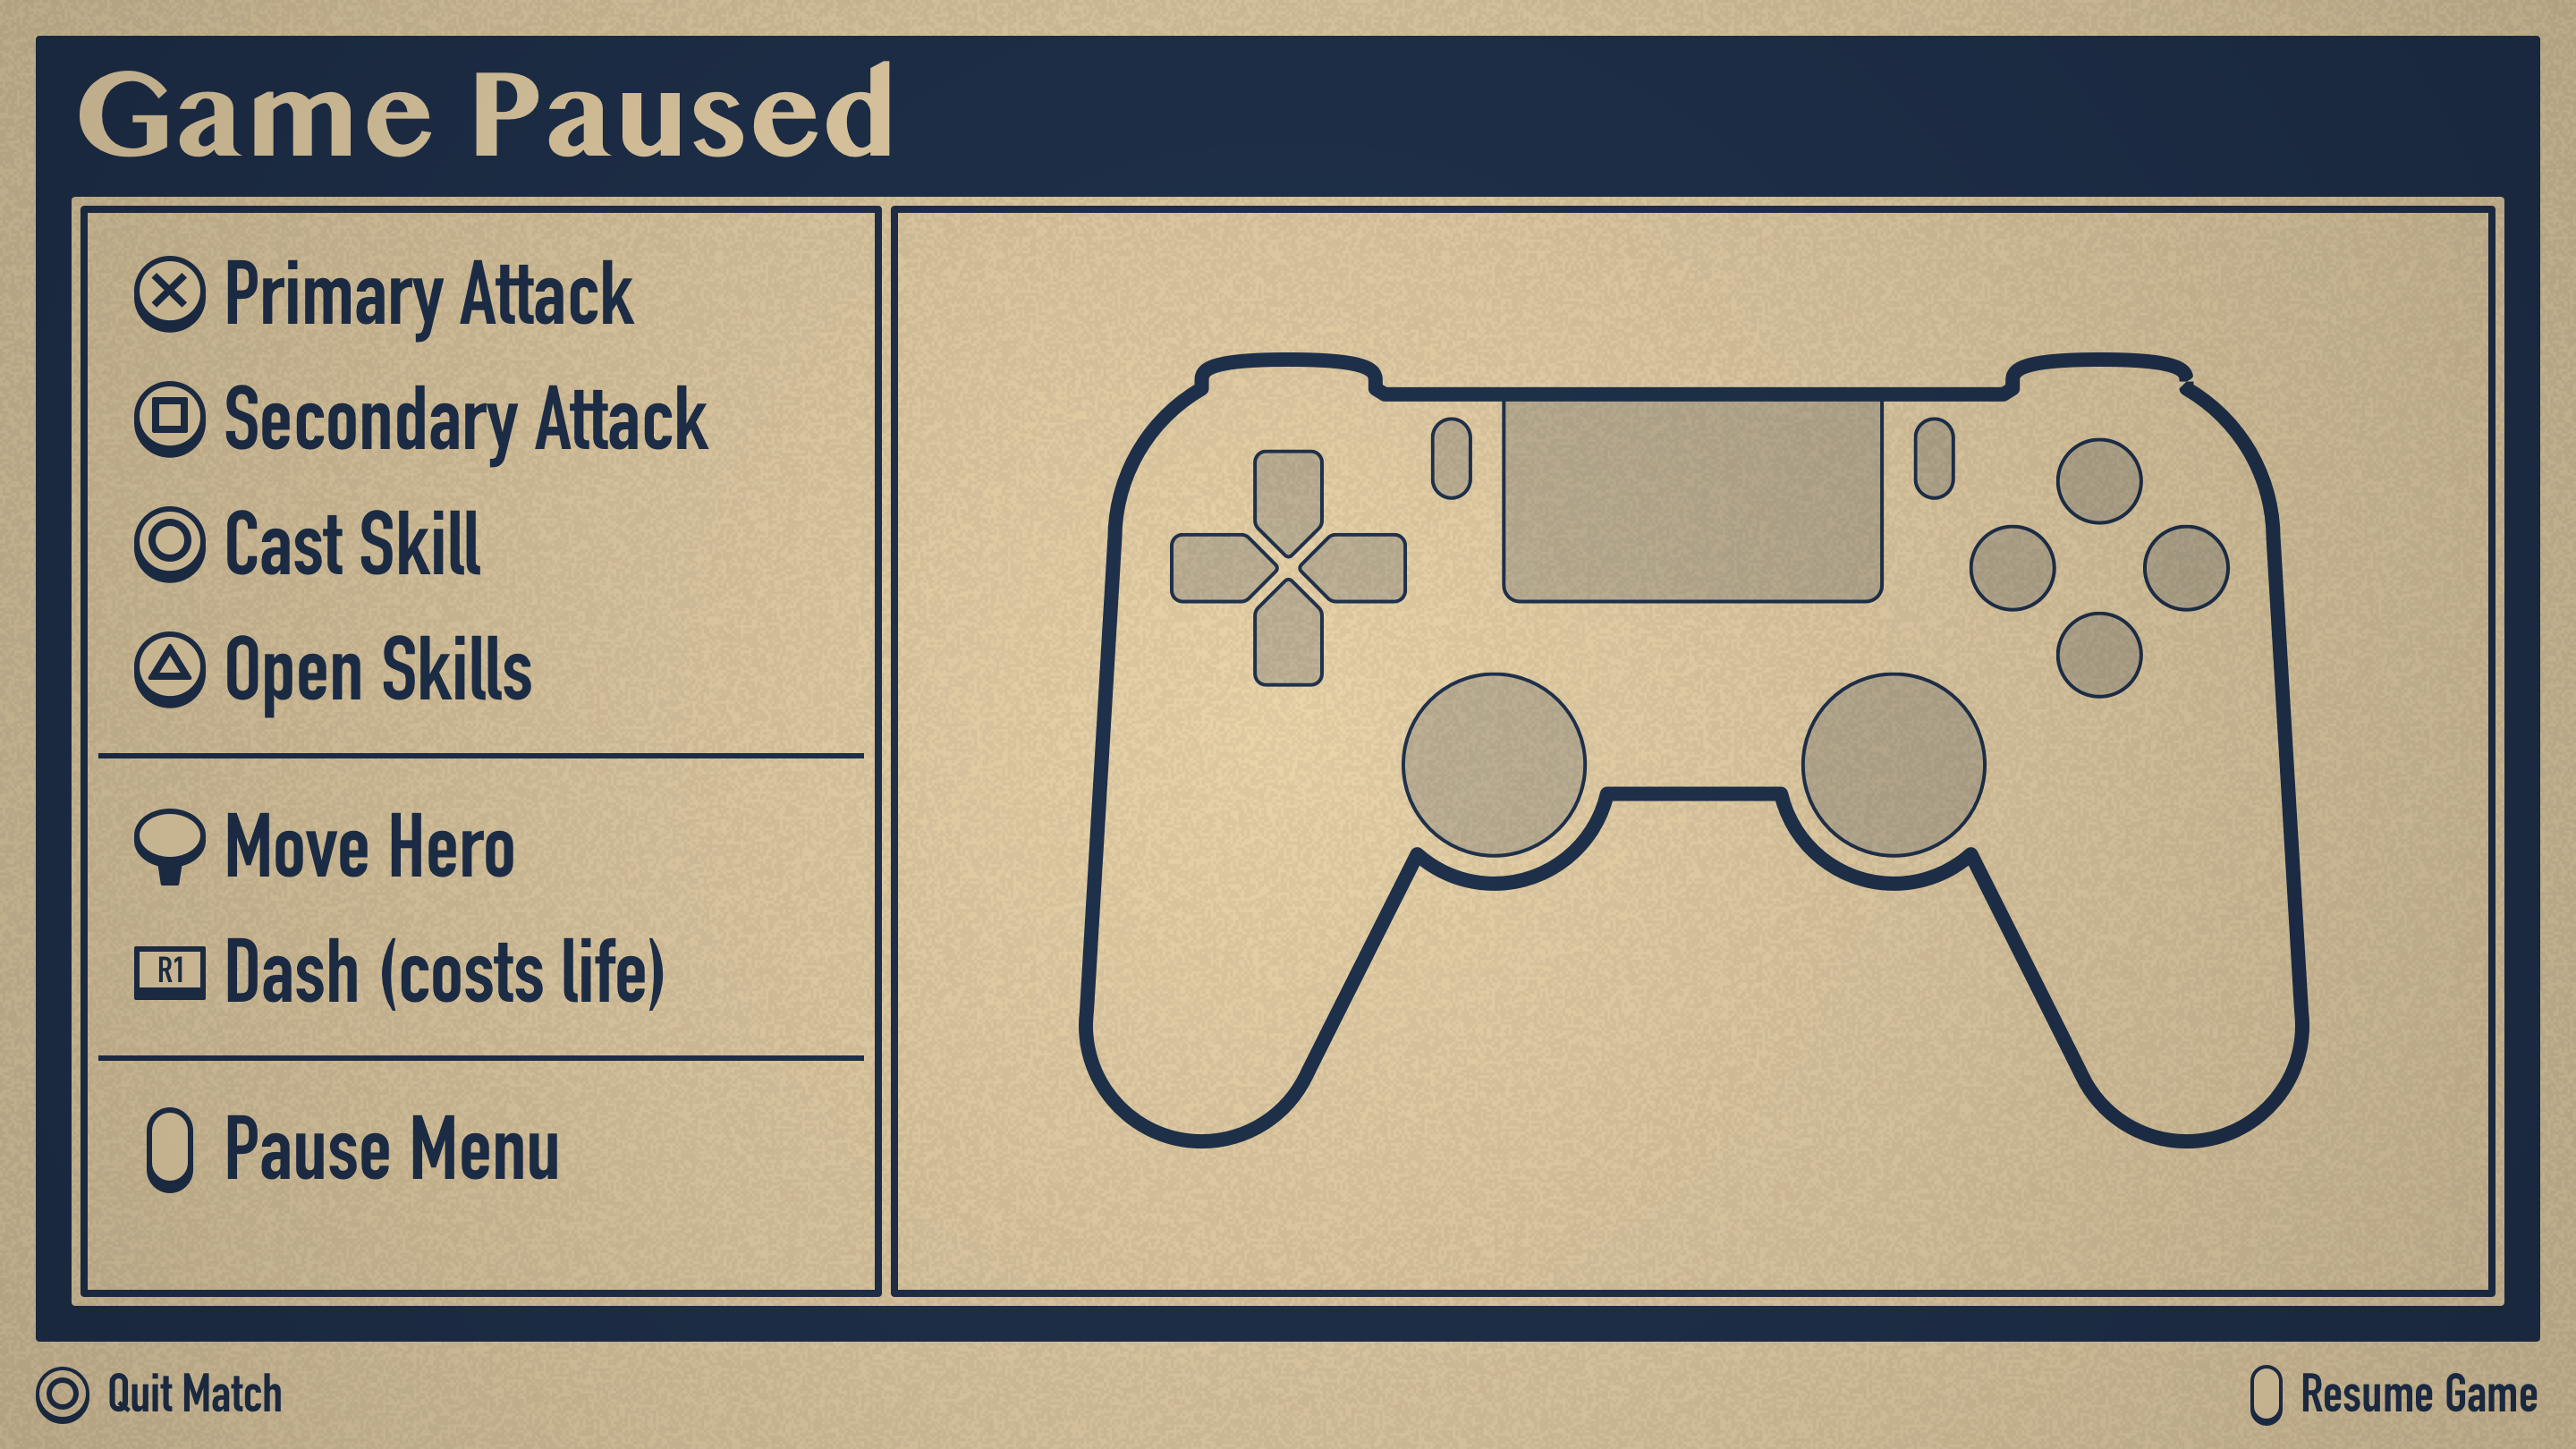 Game Paused
Primary Attack
Secondary Attack
Cast Skill
Open Skills
Move Hero
R1 Dash (costs life)
Pause Menu
Quit Match
Resume Game